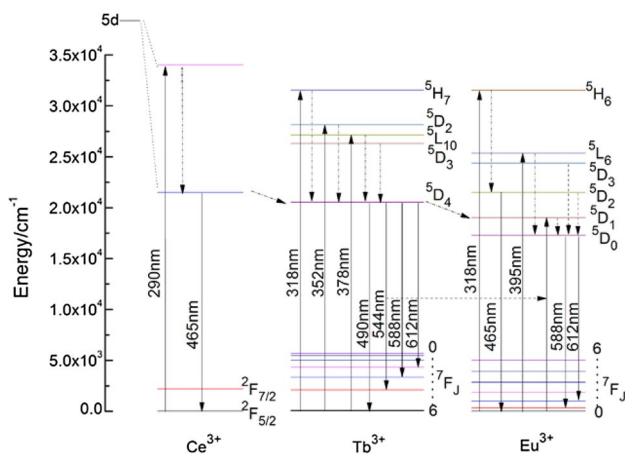 5d
3.5x10⁴
3.0x10⁴
2.5x10⁴
2.0x10⁴
1.5x10⁴
1.0x10⁴
5.0x10³
0.0
Energy/cm⁻¹
290nm
465nm
²F₇/₂
²F₅/₂
Ce³⁺
⁵H₇
⁵D₂
⁵L₁₀
⁵D₃
⁵D₄
318nm
352nm
378nm
490nm
544nm
588nm
612nm
0
⁷F_J
6
Tb³⁺
⁵H₆
⁵L₆
⁵D₃
⁵D₂
⁵D₁
⁵D₀
318nm
465nm
395nm
588nm
612nm
6
⁷F_J
0
Eu³⁺